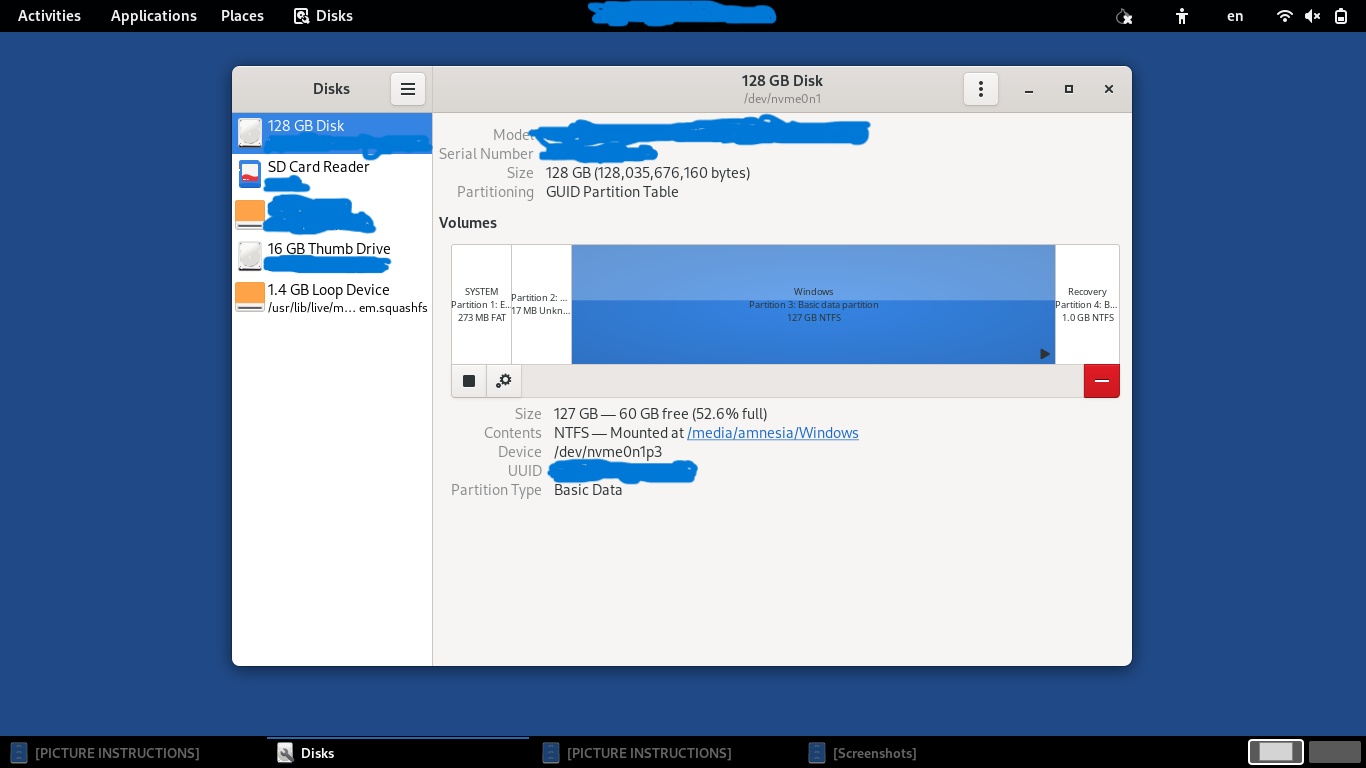 Activities Applications Places Disks en
Disks
128 GB Disk
/dev/nvme0n1
128 GB Disk
SD Card Reader
16 GB Thumb Drive
1.4 GB Loop Device
/usr/lib/live/m… em.squashfs
Model
Serial Number
Size 128 GB (128,035,676,160 bytes)
Partitioning GUID Partition Table
Volumes
SYSTEM
Partition 1: E…
273 MB FAT
Partition 2: …
17 MB Unkn…
Windows
Partition 3: Basic data partition
127 GB NTFS
Recovery
Partition 4: B…
1.0 GB NTFS
Size 127 GB — 60 GB free (52.6% full)
Contents NTFS — Mounted at /media/amnesia/Windows
Device /dev/nvme0n1p3
UUID
Partition Type Basic Data
[PICTURE INSTRUCTIONS] Disks [PICTURE INSTRUCTIONS] [Screenshots]